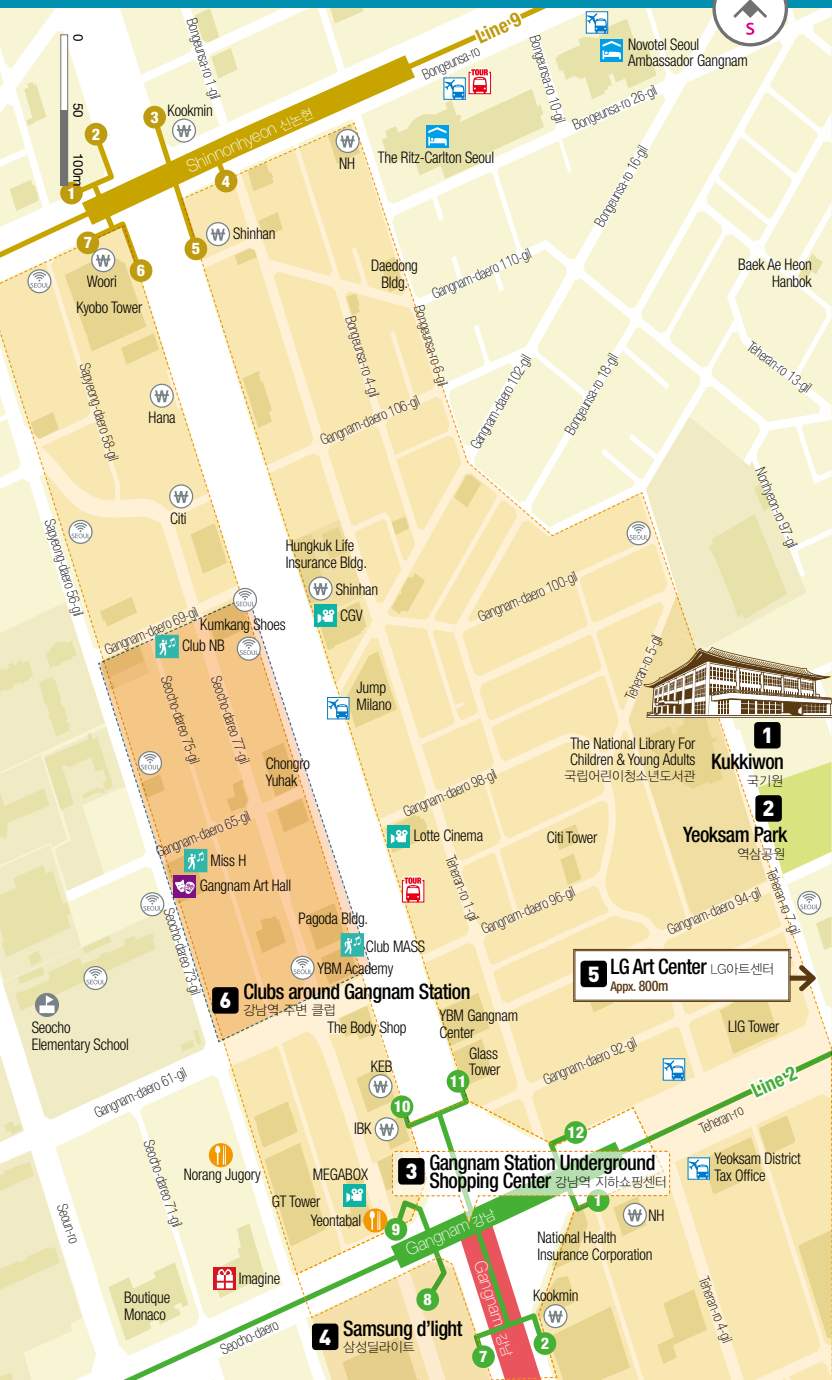 S
0
50
100m
Bongeunsa-ro 1-gil
Line 9
Bongeunsa-ro
TOUR
Bongeunsa-ro 10-gil
Novotel Seoul
Ambassador Gangnam
Bongeunsa-ro 26-gil
Kookmin
2
3
Shinnonhyeon 신논현
NH
The Ritz-Carlton Seoul
Bongeunsa-ro 16-gil
1
4
7
5
6
Shinhan
Woori
SEOUL
Kyobo Tower
Daedong
Bldg.
Gangnam-daero 110-gil
Baek Ae Heon
Hanbok
Bongeunsa-ro 4-gil
Bongeunsa-ro 6-gil
Gangnam-daero 102-gil
Bongeunsa-ro 18-gil
Teheran-ro 13-gil
Sapyeong-daero 58-gil
Hana
Gangnam-daero 106-gil
Citi
Nonhyeon-ro 97-gil
SEOUL
SEOUL
Sapyeong-daero 56-gil
Hungkuk Life
Insurance Bldg.
Shinhan
CGV
Gangnam-daero 100-gil
SEOUL
Gangnam-daero 69-gil
Kumkang Shoes
SEOUL
Club NB
Seocho-dareo 75-gil
Seocho-dareo 77-gil
Jump
Milano
Teheran-ro 5-gil
SEOUL
Chongro
Yuhak
The National Library For
Children & Young Adults
국립어린이청소년도서관
1
Kukkiwon
국기원
2
Yeoksam Park
역삼공원
Gangnam-daero 98-gil
Gangnam-daero 65-gil
Lotte Cinema
Citi Tower
Miss H
Gangnam Art Hall
TOUR
Teheran-ro 1-gil
Gangnam-daero 96-gil
Gangnam-daero 94-gil
Teheran-ro 7-gil
SEOUL
SEOUL
Seocho-daero 73-gil
Pagoda Bldg.
Club MASS
SEOUL
YBM Academy
SEOUL
5
LG Art Center LG아트센터
Appx. 800m
6
Clubs around Gangnam Station
강남역 주변 클럽
Seocho
Elementary School
The Body Shop
YBM Gangnam
Center
LIG Tower
Glass
Tower
Gangnam-daero 92-gil
Gangnam-daero 61-gil
KEB
11
10
IBK
12
Line 2
Teheran-ro
Seocho-daero 71-gil
Norang Jugory
MEGABOX
3
Gangnam Station Underground
Shopping Center 강남역 지하쇼핑센터
Yeoksam District
Tax Office
GT Tower
Yeontabal
9
1
NH
Gangnam 강남
National Health
Insurance Corporation
Seoun-ro
Imagine
Gangnam 강남
Boutique
Monaco
8
Kookmin
Teheran-ro 4-gil
Seocho-daero
4
Samsung d'light
삼성딜라이트
7
2